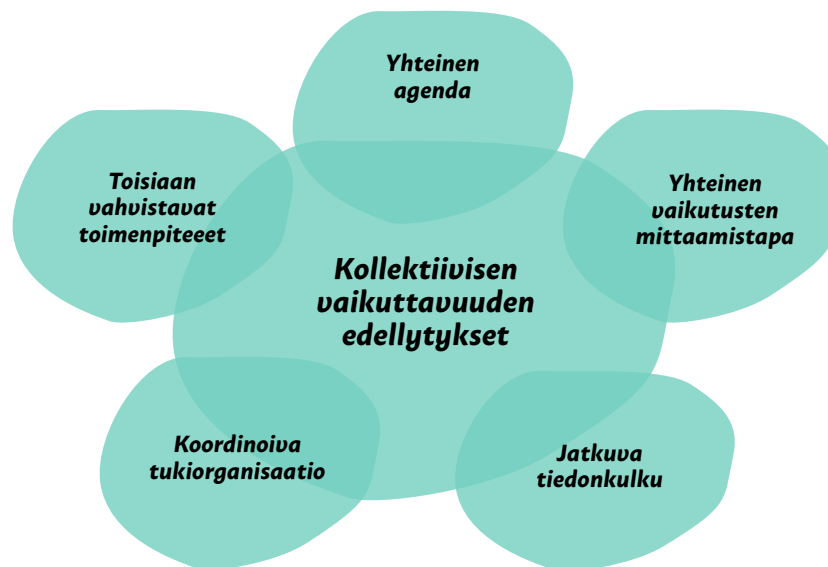 Yhteinen
agenda
Toisiaan
vahvistavat
toimenpiteeet
Yhteinen
vaikutusten
mittaamistapa
Kollektiivisen
vaikuttavuuden
edellytykset
Koordinoiva
tukiorganisaatio
Jatkuva
tiedonkulku